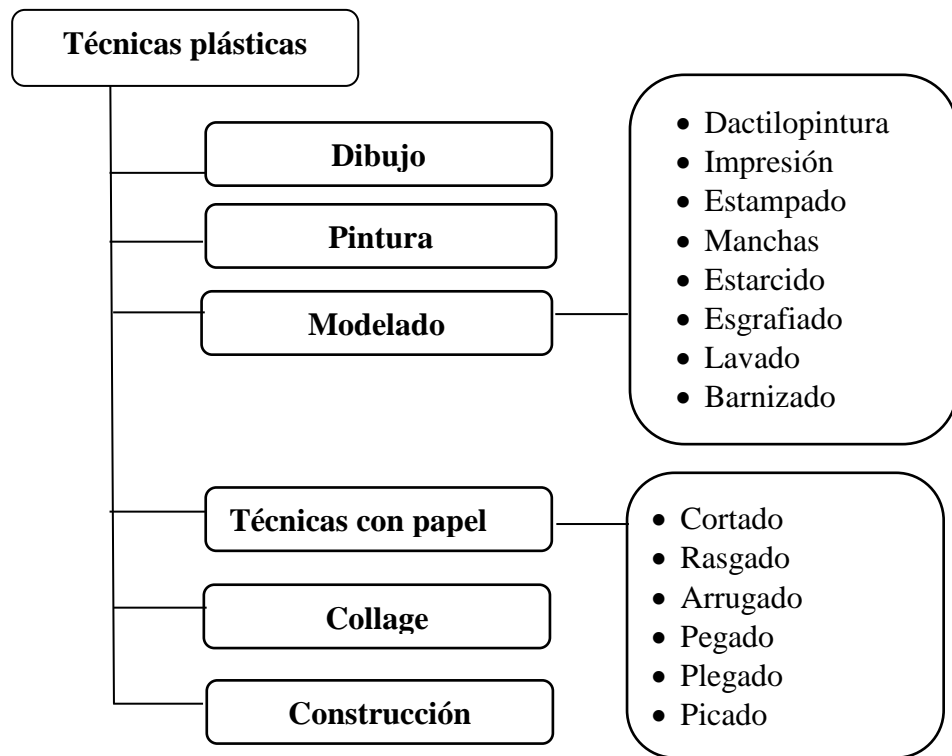 Técnicas plásticas
Dibujo
Pintura
Modelado
• Dactilopintura
• Impresión
• Estampado
• Manchas
• Estarcido
• Esgrafiado
• Lavado
• Barnizado
Técnicas con papel
• Cortado
• Rasgado
• Arrugado
• Pegado
• Plegado
• Picado
Collage
Construcción